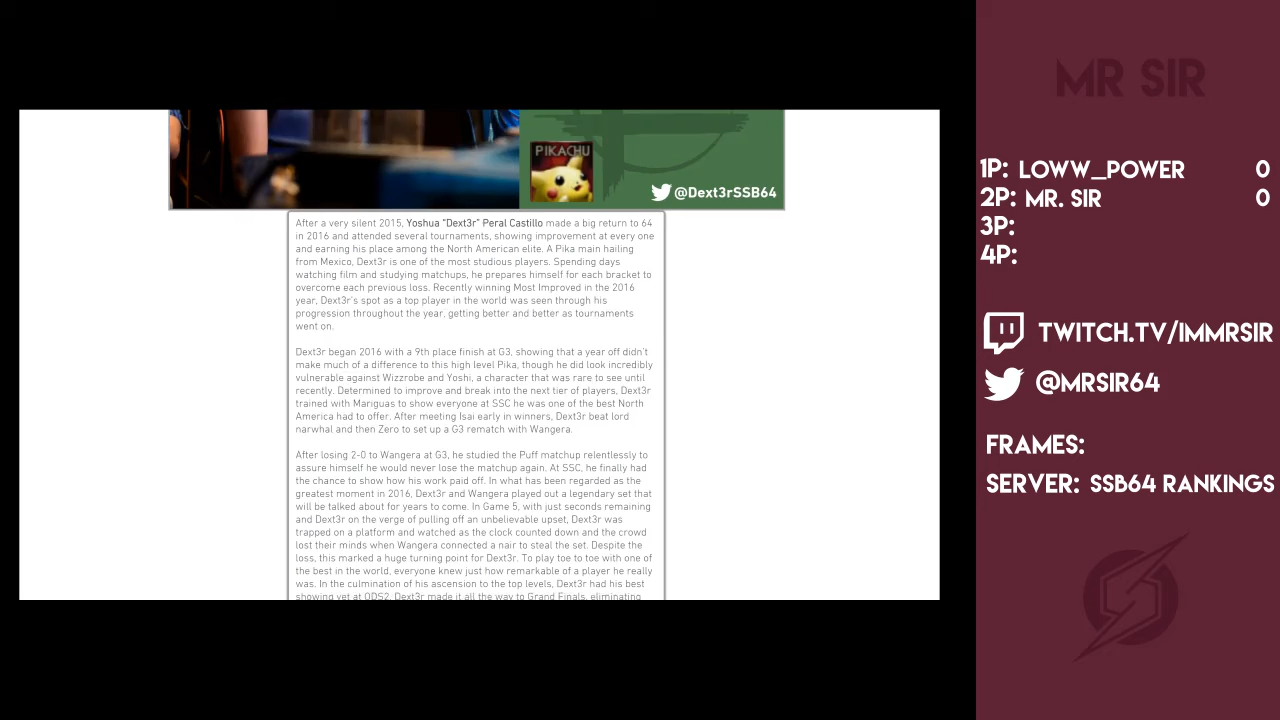 PIKACHU
@Dext3rSSB64
After a very silent 2015, Yoshua "Dext3r" Peral Castillo made a big return to 64
in 2016 and attended several tournaments, showing improvement at every one
and earning his place among the North American elite. A Pika main hailing
from Mexico, Dext3r is one of the most studious players. Spending days
watching film and studying matchups, he prepares himself for each bracket to
overcome each previous loss. Recently winning Most Improved in the 2016
year, Dext3r's spot as a top player in the world was seen through his
progression throughout the year, getting better and better as tournaments
went on.
Dext3r began 2016 with a 9th place finish at G3, showing that a year off didn't
make much of a difference to this high level Pika, though he did look incredibly
vulnerable against Wizzrobe and Yoshi, a character that was rare to see until
recently. Determined to improve and break into the next tier of players, Dext3r
trained with Mariguas to show everyone at SSC he was one of the best North
America had to offer. After meeting Isai early in winners, Dext3r beat lord
narwhal and then Zero to set up a G3 rematch with Wangera.
After losing 2-0 to Wangera at G3, he studied the Puff matchup relentlessly to
assure himself he would never lose the matchup again. At SSC, he finally had
the chance to show how his work paid off. In what has been regarded as the
greatest moment in 2016, Dext3r and Wangera played out a legendary set that
will be talked about for years to come. In Game 5, with just seconds remaining
and Dext3r on the verge of pulling off an unbelievable upset, Dext3r was
trapped on a platform and watched as the clock counted down and the crowd
lost their minds when Wangera connected a nair to steal the set. Despite the
loss, this marked a huge turning point for Dext3r. To play toe to toe with one of
the best in the world, everyone knew just how remarkable of a player he really
was. In the culmination of his ascension to the top levels, Dext3r had his best
showing yet at ODS2. Dext3r made it all the way to Grand Finals, eliminating
MR SIR
1P: LOWW_POWER 0
2P: MR. SIR 0
3P:
4P:
TWITCH.TV/IMMRSIR
@MRSIR64
FRAMES:
SERVER: SSB64 RANKINGS